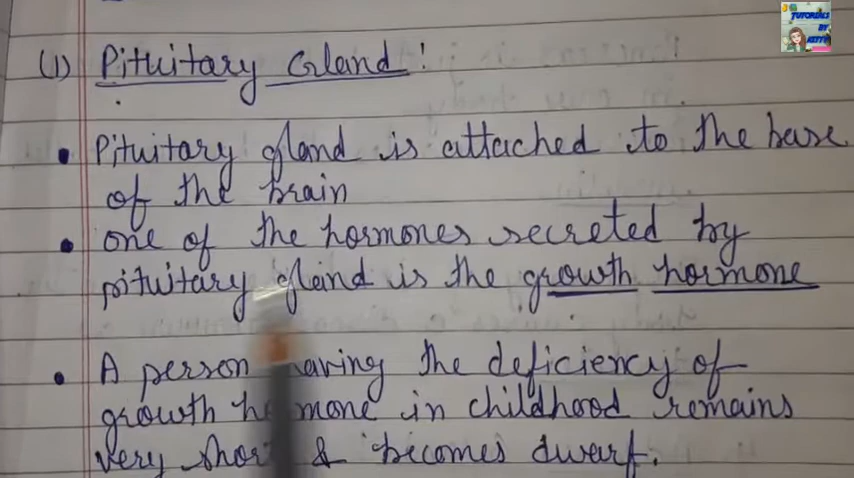 TUTORIALS
BY
(1) Pituitary Gland :
• Pituitary gland is attached to the base
of the brain
• one of the hormones secreted by
pituitary gland is the growth hormone
• A person having the deficiency of
growth hormone in childhood remains
very short & becomes dwarf.